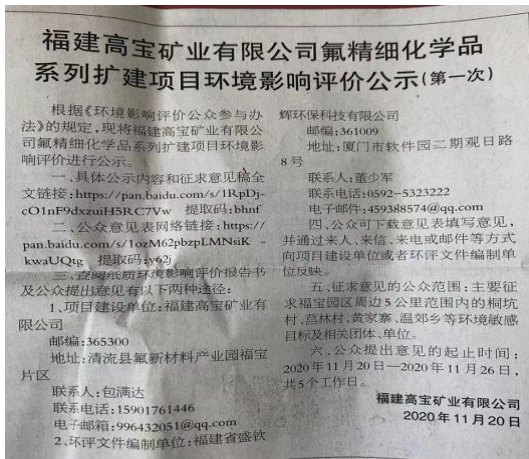 福建高宝矿业有限公司氟精细化学品
系列扩建项目环境影响评价公示(第一次)
根据《环境影响评价公众参与办
法》的规定,现将福建高宝矿业有限公
司氟精细化学品系列扩建项目环境影
响评价进行公示。
一、具体公示内容和征求意见稿全
文链接:https://pan.baidu.com/s/1RpDj-
cO1nF9dxzuiH5RC7Vw 提取码:bhnf
二、公众意见表网络链接:https://
pan.baidu.com/s/1ozM62pbzpLMNsiK -
kwaUQtg 提取码:y62j
三、查阅纸质环境影响评价报告书
及公众提出意见有以下两种途径:
1、项目建设单位:福建高宝矿业有
限公司
邮编:365300
地址:清流县氟新材料产业园福宝
片区
联系人:包满达
联系电话:15901761446
电子邮箱:996432051@qq.com
2、环评文件编制单位:福建省盛钦
辉环保科技有限公司
邮编:361009
地址:厦门市软件园二期观日路
8号
联系人:董少军
联系电话:0592-5323222
电子邮件:459388574@qq.com
四、公众可下载意见表填写意见,
并通过来人、来信、来电或邮件等方式
向项目建设单位或者环评文件编制单
位反映。
五、征求意见的公众范围:主要征
求福宝园区周边5公里范围内的桐坑
村、莒林村、黄家寨、温郊乡等环境敏感
目标及相关团体、单位。
六、公众提出意见的起止时间:
2020年11月20日—2020年11月26日,
共5个工作日。
福建高宝矿业有限公司
2020年11月20日